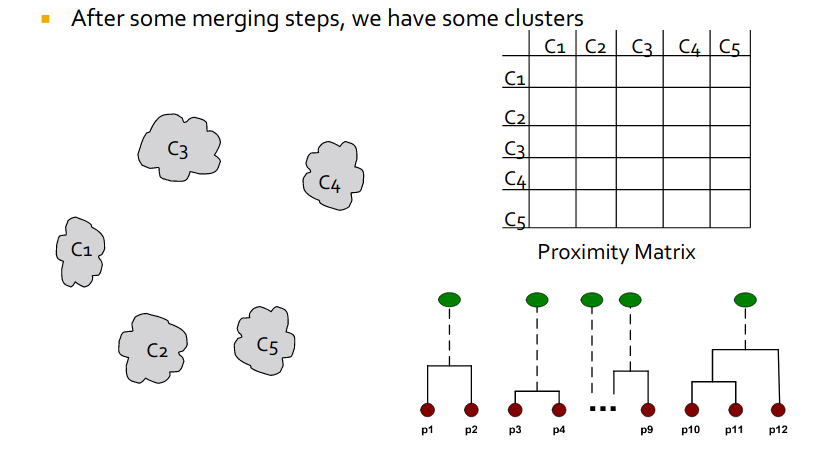 After some merging steps, we have some clusters
C1 C2 C3 C4 C5
C1
C2
C3
C4
C5
Proximity Matrix
C3
C4
C1
C2
C5
...
p1 p2 p3 p4 p9 p10 p11 p12